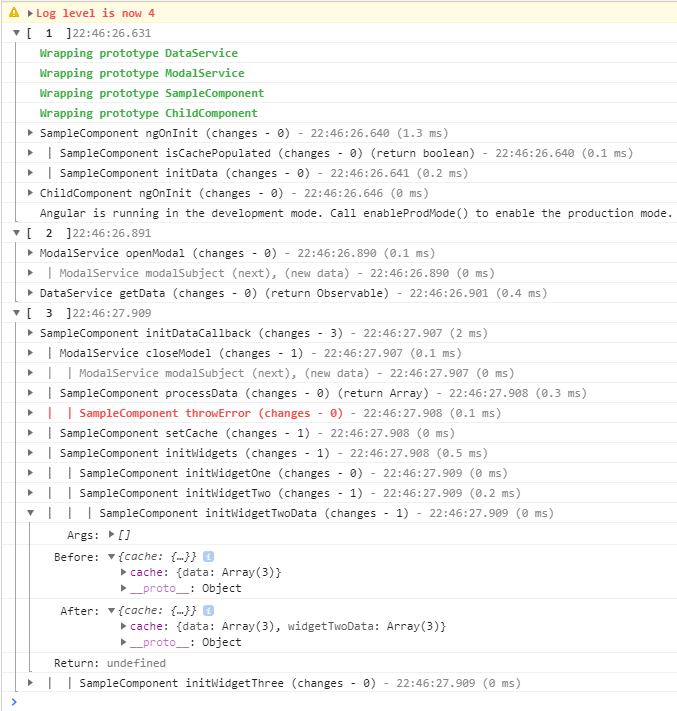 Log level is now 4
[ 1 ]22:46:26.631
Wrapping prototype DataService
Wrapping prototype ModalService
Wrapping prototype SampleComponent
Wrapping prototype ChildComponent
SampleComponent ngOnInit (changes - 0) - 22:46:26.640 (1.3 ms)
| SampleComponent isCachePopulated (changes - 0) (return boolean) - 22:46:26.640 (0.1 ms)
| SampleComponent initData (changes - 0) - 22:46:26.641 (0.2 ms)
ChildComponent ngOnInit (changes - 0) - 22:46:26.646 (0 ms)
Angular is running in the development mode. Call enableProdMode() to enable the production mode.
[ 2 ]22:46:26.891
ModalService openModal (changes - 0) - 22:46:26.890 (0.1 ms)
| ModalService modalSubject (next), (new data) - 22:46:26.890 (0 ms)
DataService getData (changes - 0) (return Observable) - 22:46:26.901 (0.4 ms)
[ 3 ]22:46:27.909
SampleComponent initDataCallback (changes - 3) - 22:46:27.907 (2 ms)
| ModalService closeModel (changes - 1) - 22:46:27.907 (0.1 ms)
| | ModalService modalSubject (next), (new data) - 22:46:27.907 (0 ms)
| SampleComponent processData (changes - 0) (return Array) - 22:46:27.908 (0.3 ms)
| | SampleComponent throwError (changes - 0) - 22:46:27.908 (0.1 ms)
| SampleComponent setCache (changes - 1) - 22:46:27.908 (0 ms)
| SampleComponent initWidgets (changes - 1) - 22:46:27.908 (0.5 ms)
| | SampleComponent initWidgetOne (changes - 0) - 22:46:27.909 (0 ms)
| | SampleComponent initWidgetTwo (changes - 1) - 22:46:27.909 (0.2 ms)
| | | SampleComponent initWidgetTwoData (changes - 1) - 22:46:27.909 (0 ms)
Args: []
Before: {cache: {…}} i
cache: {data: Array(3)}
__proto__: Object
After: {cache: {…}} i
cache: {data: Array(3), widgetTwoData: Array(3)}
__proto__: Object
Return: undefined
| | SampleComponent initWidgetThree (changes - 0) - 22:46:27.909 (0 ms)